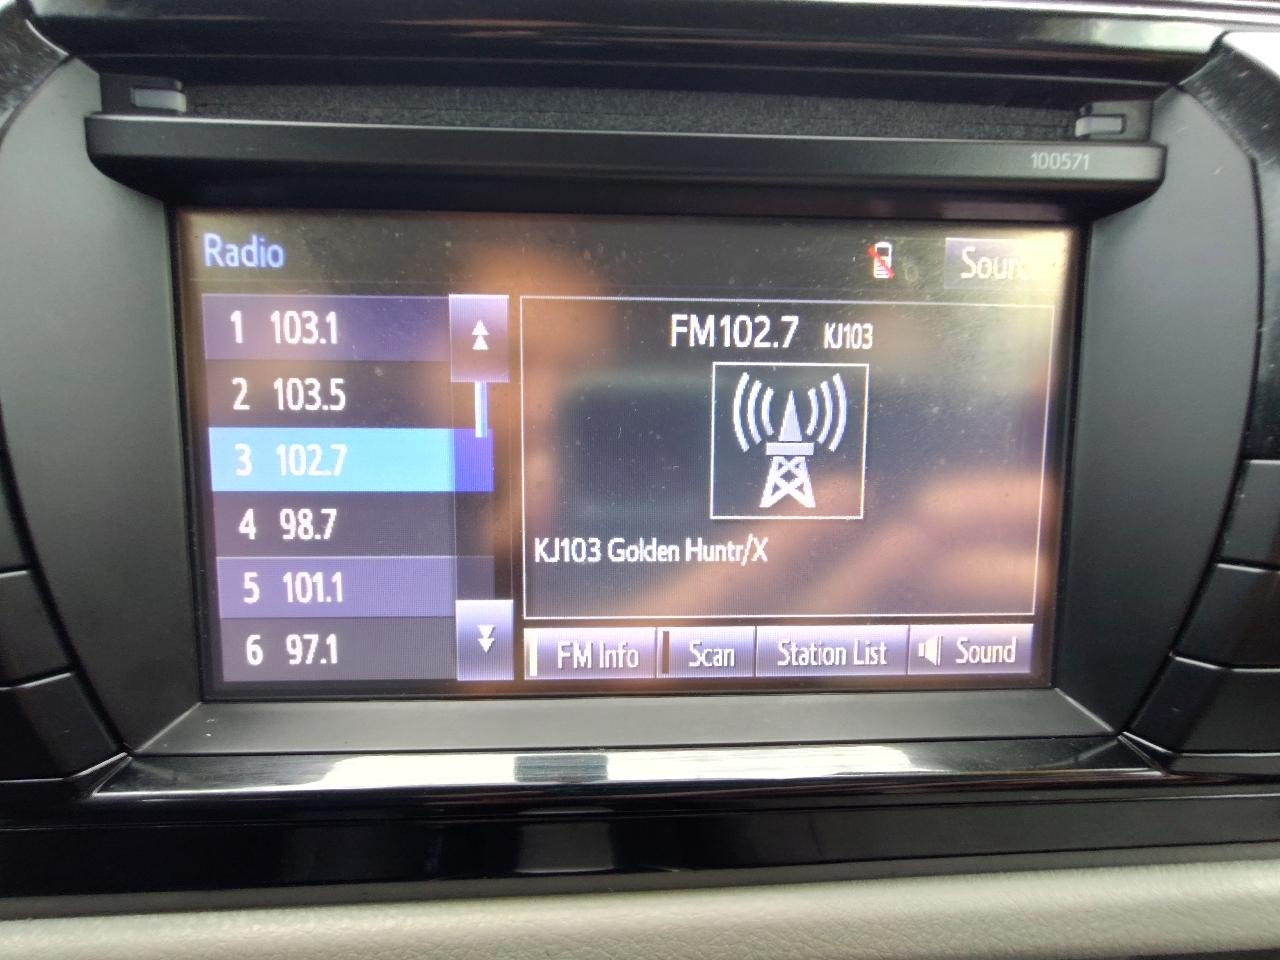 100571
Radio
Source
1 103.1
2 103.5
3 102.7
4 98.7
5 101.1
6 97.1
FM102.7 KJ103
KJ103 Golden Huntr/X
FM Info
Scan
Station List
Sound